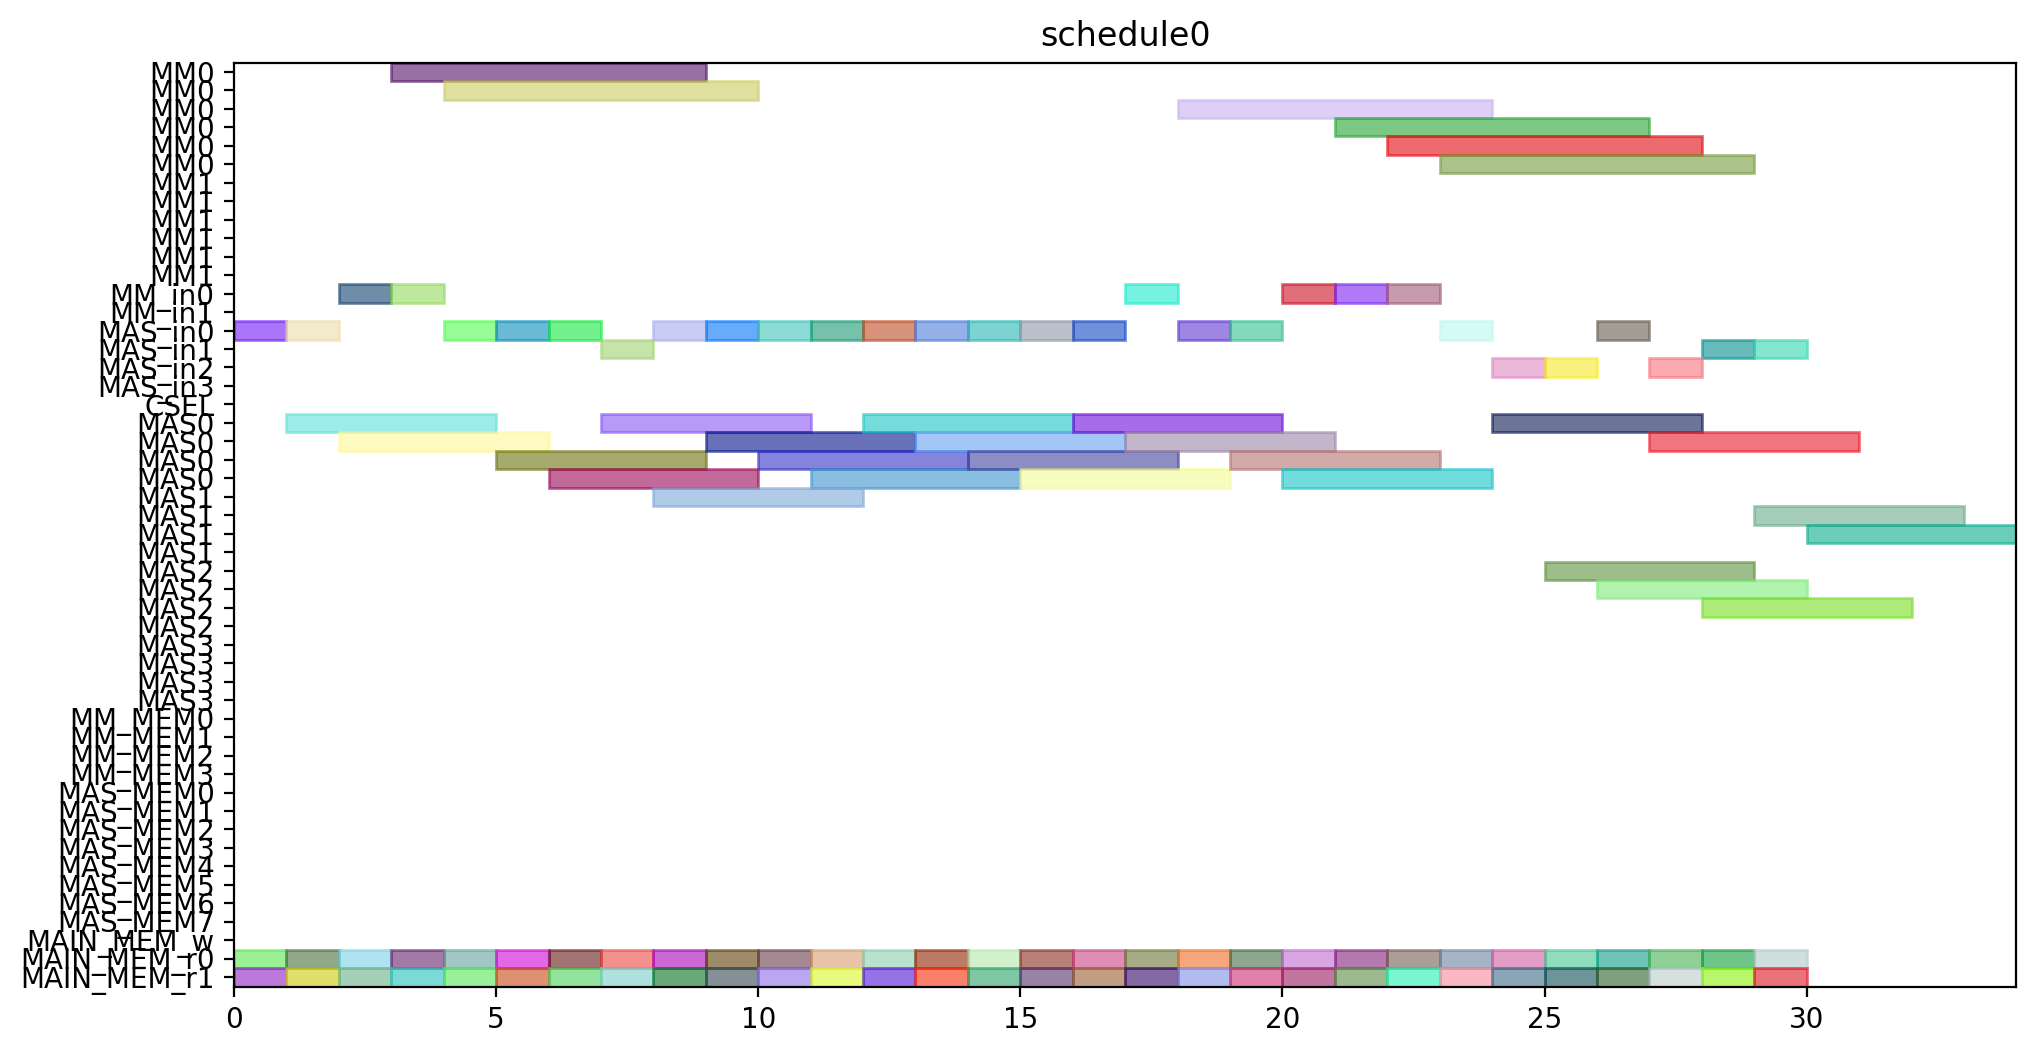 schedule0
MM0
MM0
MM0
MM0
MM0
MM0
MM1
MM1
MM1
MM1
MM1
MM1
MM_in0
MM_in1
MAS_in0
MAS_in1
MAS_in2
MAS_in3
CSEL
MAS0
MAS0
MAS0
MAS0
MAS1
MAS1
MAS1
MAS1
MAS2
MAS2
MAS2
MAS2
MAS3
MAS3
MAS3
MAS3
MM_MEM0
MM_MEM1
MM_MEM2
MM_MEM3
MAS_MEM0
MAS_MEM1
MAS_MEM2
MAS_MEM3
MAS_MEM4
MAS_MEM5
MAS_MEM6
MAS_MEM7
MAIN_MEM_w
MAIN_MEM_r0
MAIN_MEM_r1
0 5 10 15 20 25 30